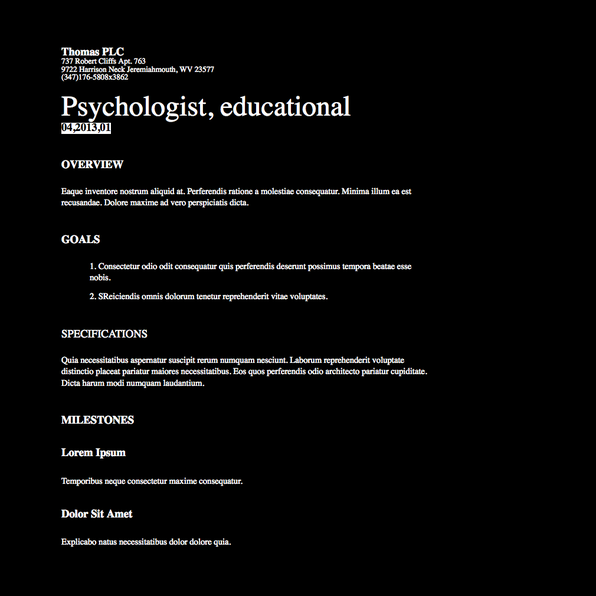 Thomas PLC
737 Robert Cliffs Apt. 763
9722 Harrison Neck Jeremiahmouth, WV 23577
(347)176-5808x3862
Psychologist, educational
04,2013,01
OVERVIEW
Eaque inventore nostrum aliquid at. Perferendis ratione a molestiae consequatur. Minima illum ea est
recusandae. Dolore maxime ad vero perspiciatis dicta.
GOALS
1. Consectetur odio odit consequatur quis perferendis deserunt possimus tempora beatae esse
nobis.
2. SReiciendis omnis dolorum tenetur reprehenderit vitae voluptates.
SPECIFICATIONS
Quia necessitatibus aspernatur suscipit rerum numquam nesciunt. Laborum reprehenderit voluptate
distinctio placeat pariatur maiores necessitatibus. Eos quos perferendis odio architecto pariatur cupiditate.
Dicta harum modi numquam laudantium.
MILESTONES
Lorem Ipsum
Temporibus neque consectetur maxime consequatur.
Dolor Sit Amet
Explicabo natus necessitatibus dolor dolore quia.